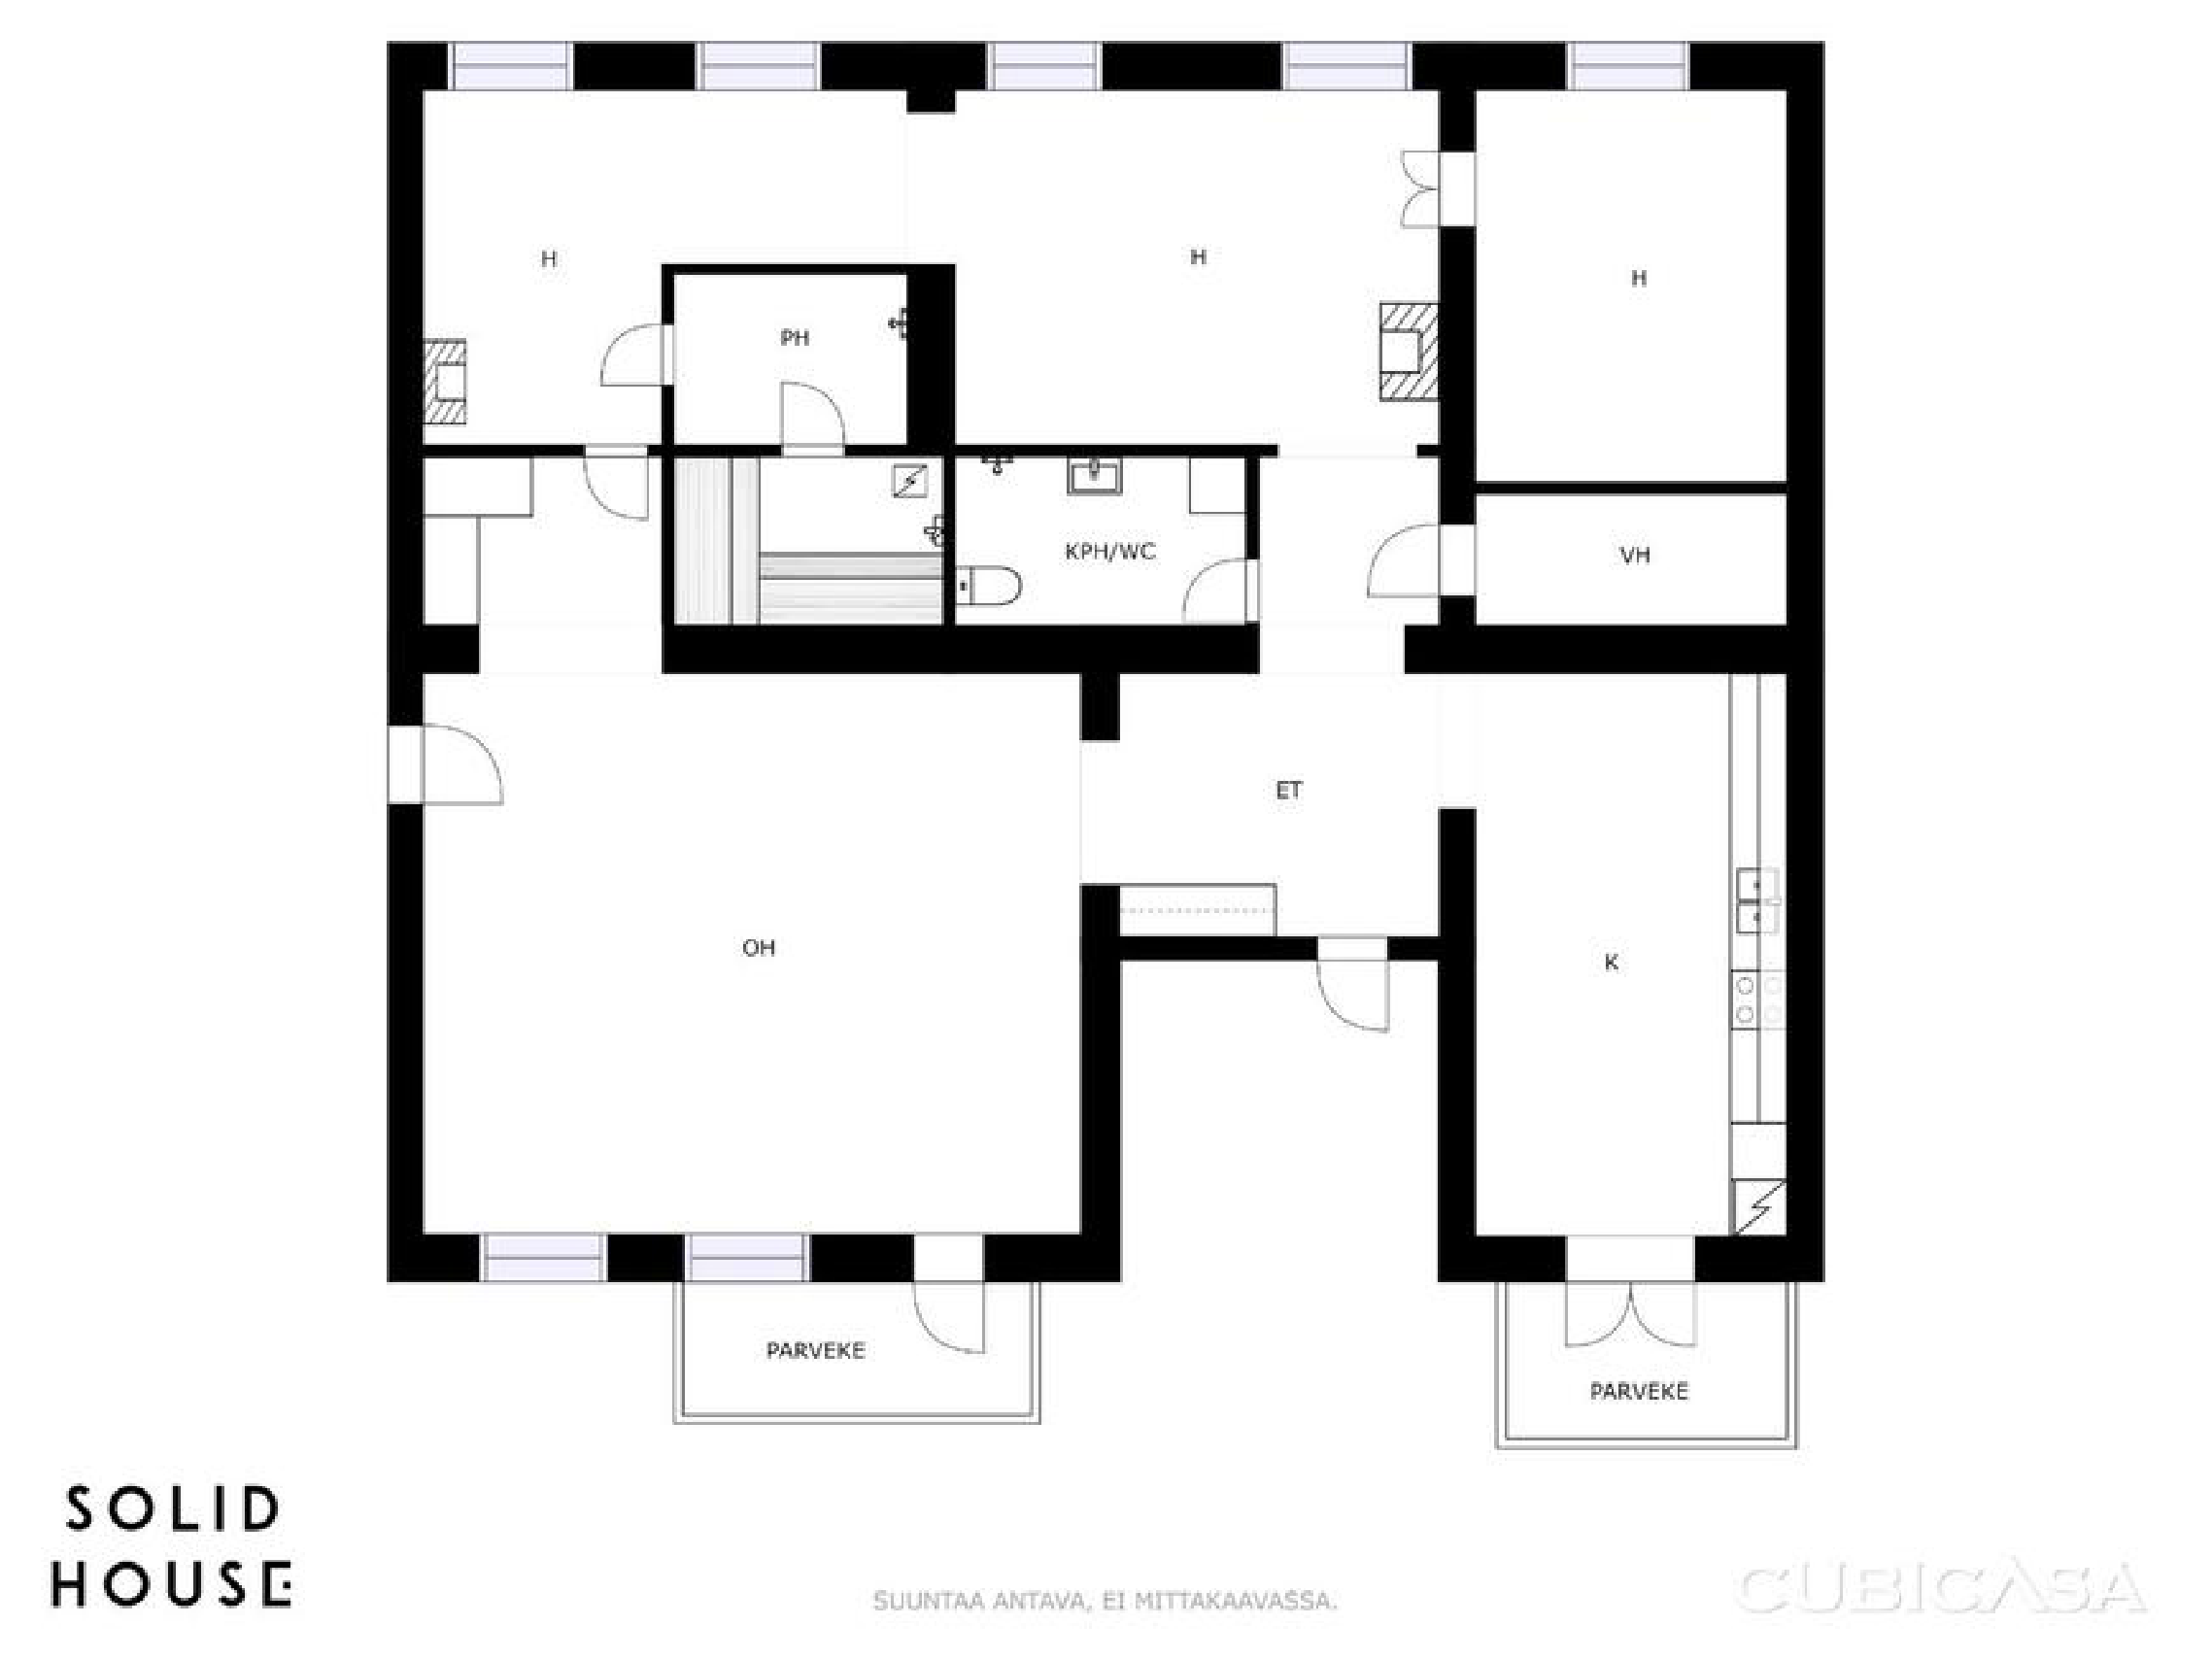 H
H
H
PH
KPH/WC
VH
ET
OH
K
PARVEKE
PARVEKE
SOLID
HOUSE
SUUNTAA ANTAVA, EI MITTAKAAVASSA.
CUBICASA